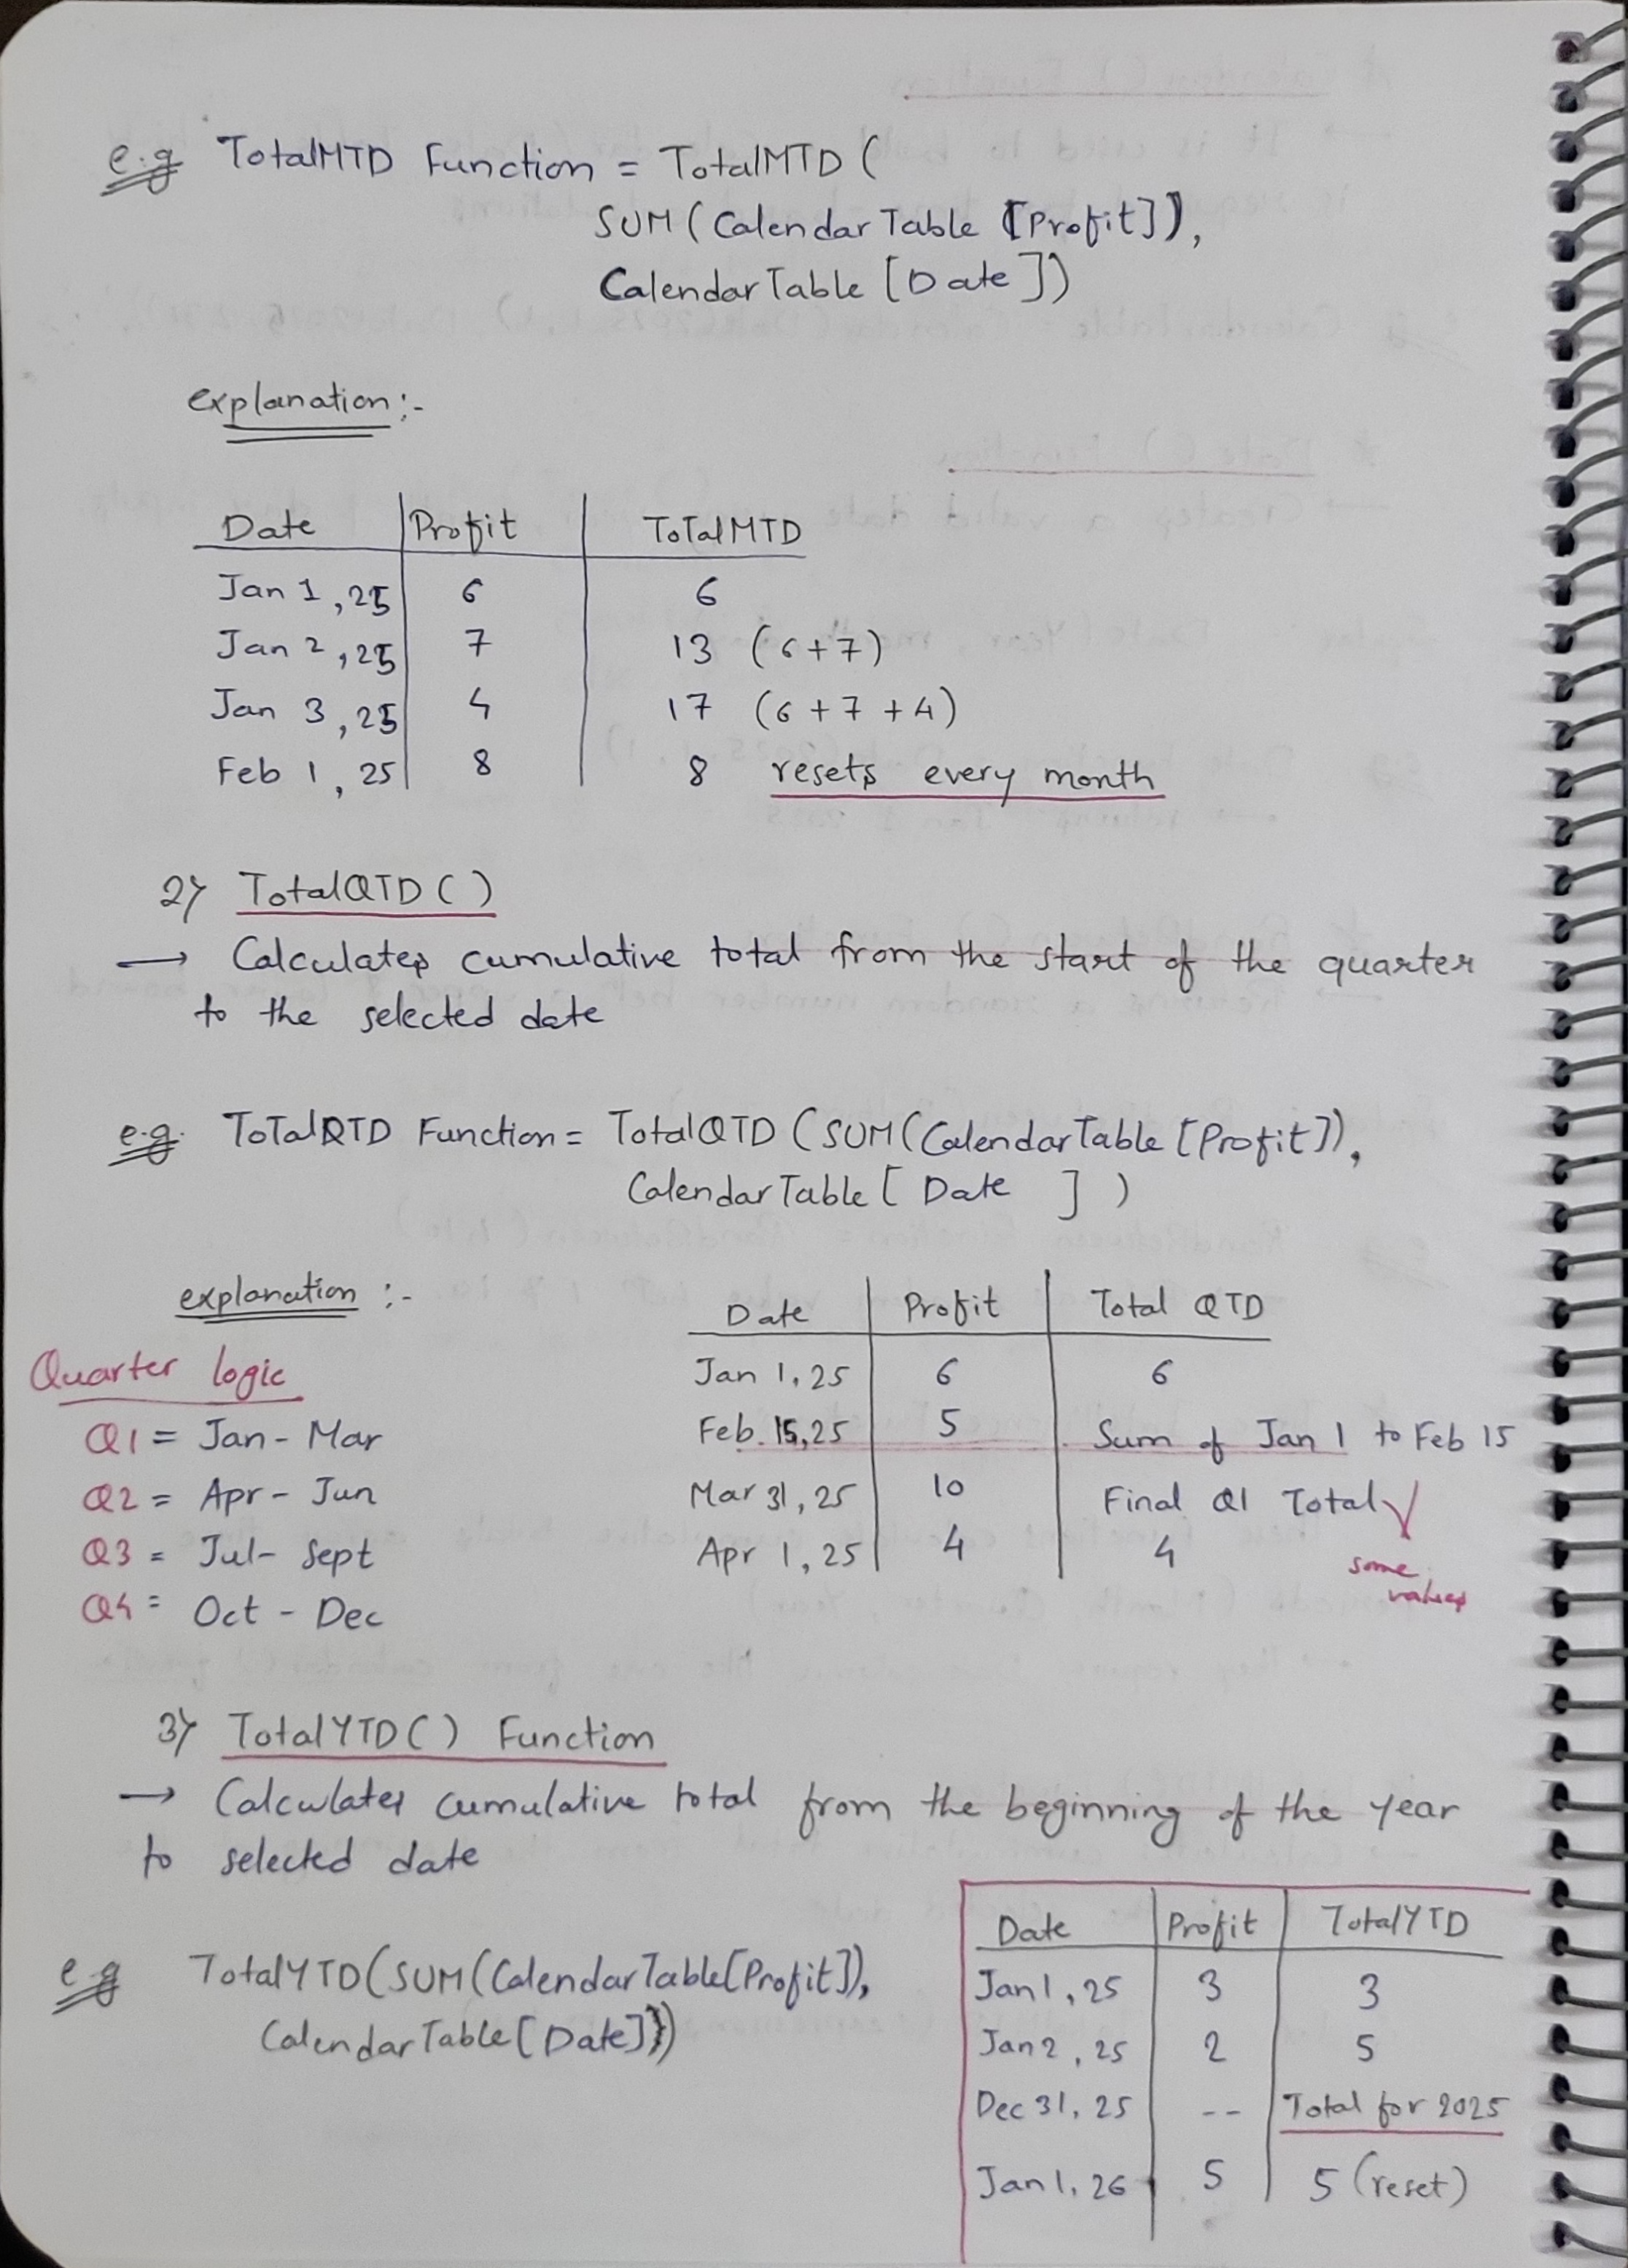 e.g TotalMTD Function = TotalMTD (
SUM (CalendarTable [Profit]),
CalendarTable [Date])
explanation :-
Date | Profit | ToTalMTD
Jan 1, 25 | 6 | 6
Jan 2, 25 | 7 | 13 (6+7)
Jan 3, 25 | 4 | 17 (6+7+4)
Feb 1, 25 | 8 | 8 resets every month
2) TotalQTD ( )
→ Calculates cumulative total from the start of the quarter
to the selected date
e.g. ToTalQTD Function = TotalQTD (SUM(CalendarTable [Profit]),
CalendarTable [ Date ] )
explanation :-
Quarter logic
Q1 = Jan - Mar
Q2 = Apr - Jun
Q3 = Jul - Sept
Q4 = Oct - Dec
Date | Profit | Total QTD
Jan 1, 25 | 6 | 6
Feb. 15, 25 | 5 | Sum of Jan 1 to Feb 15
Mar 31, 25 | 10 | Final Q1 Total
Apr 1, 25 | 4 | 4
some
values
3) TotalYTD( ) Function
→ Calculates cumulative total from the beginning of the year
to selected date
e.g TotalYTD(SUM(CalendarTable[Profit]),
CalendarTable[Date])
Date | Profit | TotalYTD
Jan 1, 25 | 3 | 3
Jan 2, 25 | 2 | 5
Dec 31, 25 | -- | Total for 2025
Jan 1, 26 | 5 | 5 (reset)